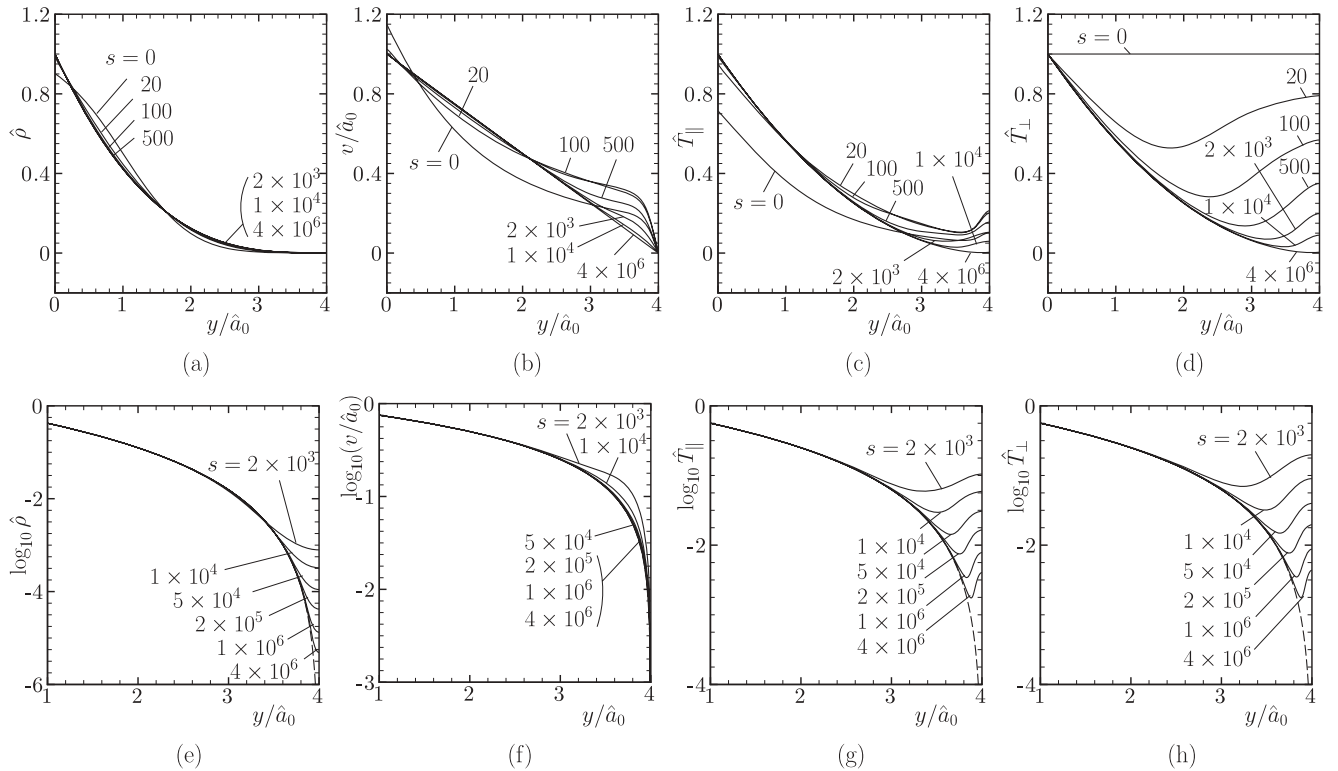 1.2
0.8
0.4
0
ρ̂
s = 0
20
100
500
2 × 10³
1 × 10⁴
4 × 10⁶
0 1 2 3 4
y/â₀
(a)
1.2
0.8
0.4
0
v/â₀
20
s = 0
100
500
2 × 10³
1 × 10⁴
4 × 10⁶
0 1 2 3 4
y/â₀
(b)
1.2
0.8
0.4
0
T̂∥
20
100
500
1 × 10⁴
s = 0
2 × 10³
4 × 10⁶
0 1 2 3 4
y/â₀
(c)
1.2
0.8
0.4
0
T̂⊥
s = 0
20
100
2 × 10³
500
1 × 10⁴
4 × 10⁶
0 1 2 3 4
y/â₀
(d)
0
-2
-4
-6
log₁₀ ρ̂
s = 2 × 10³
1 × 10⁴
5 × 10⁴
2 × 10⁵
1 × 10⁶
4 × 10⁶
1 2 3 4
y/â₀
(e)
0
-1
-2
-3
log₁₀(v/â₀)
s = 2 × 10³
1 × 10⁴
5 × 10⁴
2 × 10⁵
1 × 10⁶
4 × 10⁶
1 2 3 4
y/â₀
(f)
0
-2
-4
log₁₀ T̂∥
s = 2 × 10³
1 × 10⁴
5 × 10⁴
2 × 10⁵
1 × 10⁶
4 × 10⁶
1 2 3 4
y/â₀
(g)
0
-2
-4
log₁₀ T̂⊥
s = 2 × 10³
1 × 10⁴
5 × 10⁴
2 × 10⁵
1 × 10⁶
4 × 10⁶
1 2 3 4
y/â₀
(h)